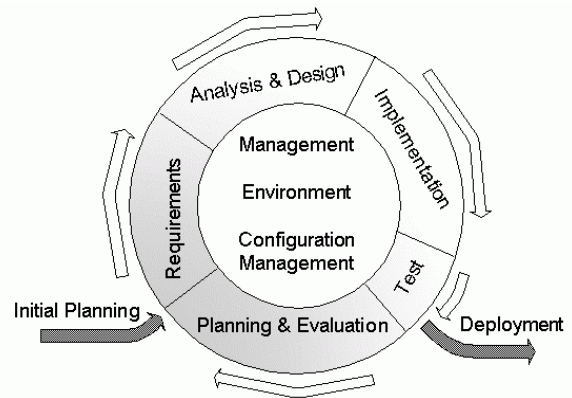 Analysis & Design
Implementation
Requirements
Management
Environment
Configuration
Management
Test
Initial Planning
Planning & Evaluation
Deployment